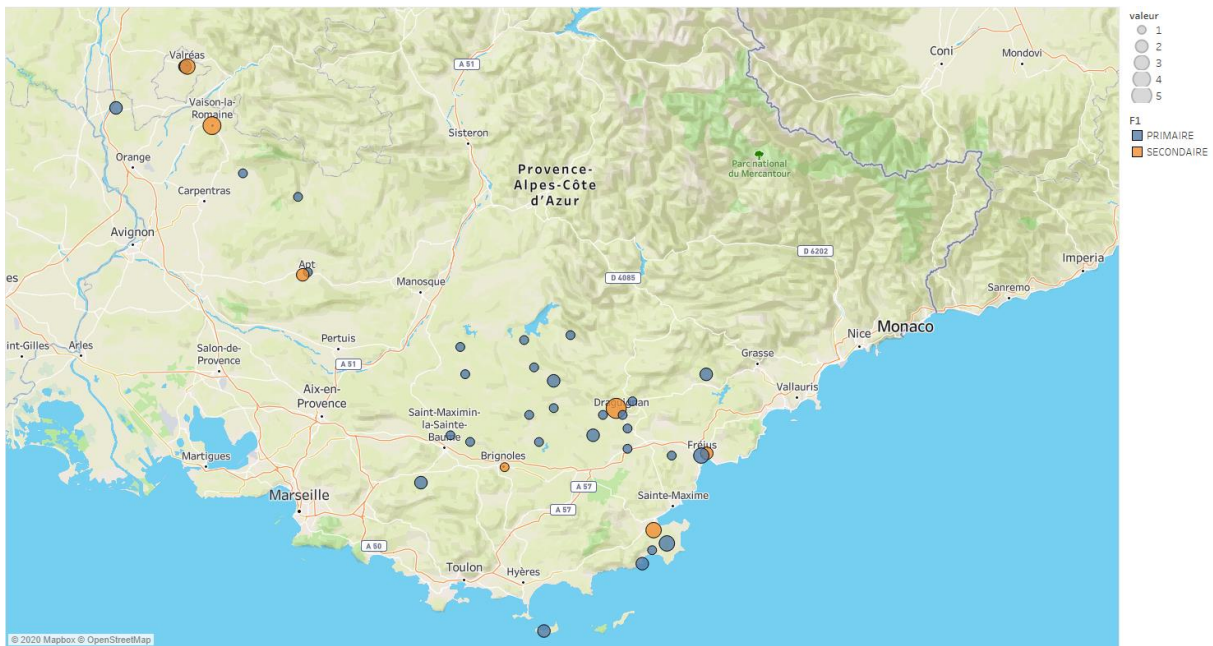 valeur
1
2
3
4
5
F1
PRIMAIRE
SECONDAIRE
Valréas
Vaison-la-
Romaine
Orange
Carpentras
Avignon
Apt
Sisteron
A 51
Provence-
Alpes-Côte
d'Azur
Parc national
du Mercantour
Coni
Mondovi
D 6202
Imperia
Sanremo
D 4085
Manosque
es
int-Gilles
Arles
Salon-de-
Provence
Pertuis
A 51
Aix-en-
Provence
Saint-Maximin-
la-Sainte-
Baume
Monaco
Nice
Grasse
Vallauris
Draguignan
Martigues
Brignoles
Fréjus
Marseille
A 57
A 57
Sainte-Maxime
A 50
Toulon
Hyères
© 2020 Mapbox © OpenStreetMap